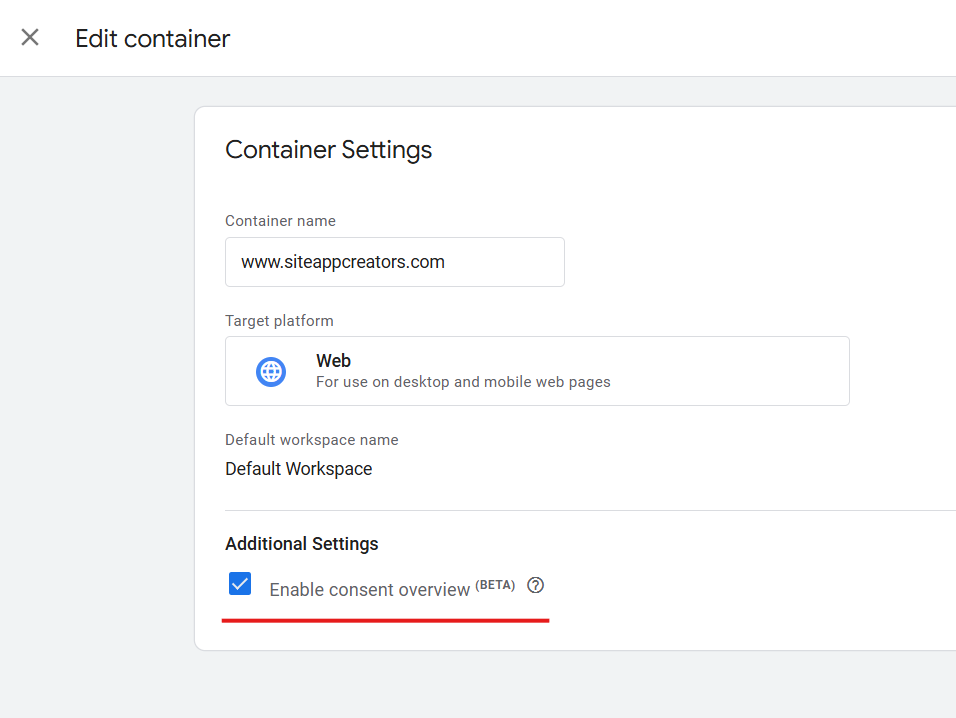 Edit container
Container Settings
Container name
www.siteappcreators.com
Target platform
Web
For use on desktop and mobile web pages
Default workspace name
Default Workspace
Additional Settings
Enable consent overview (BETA) ?